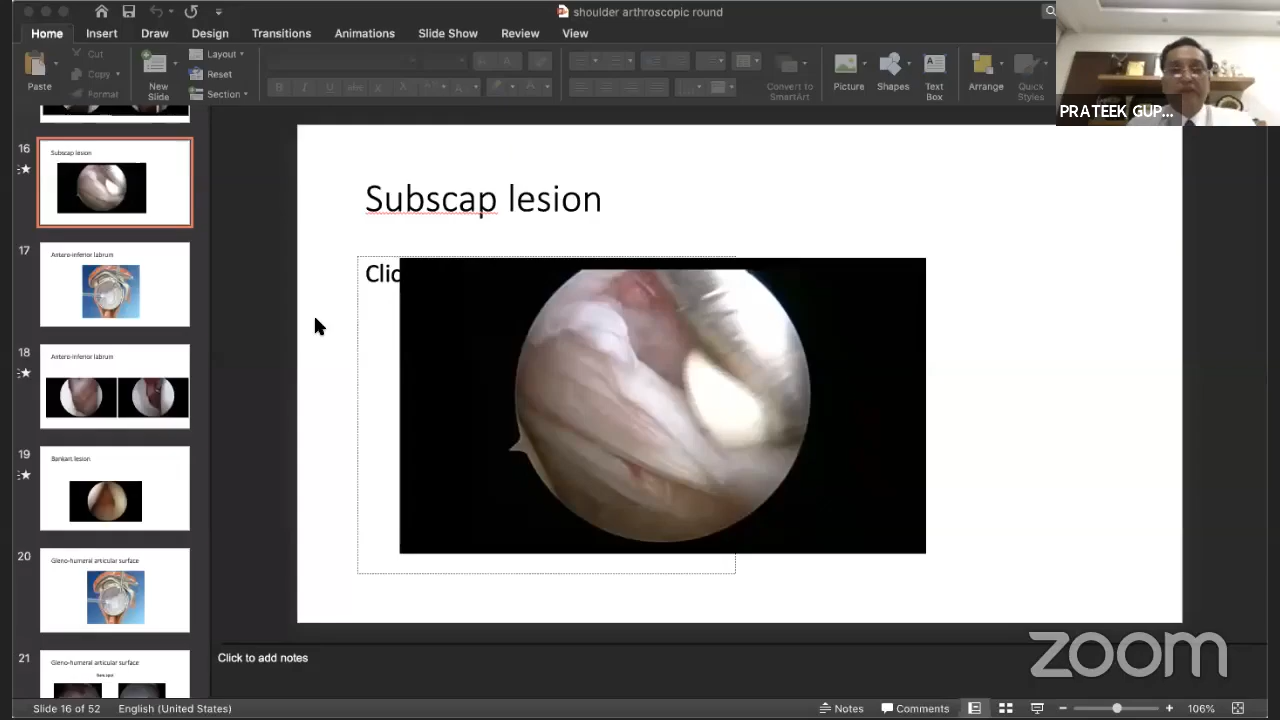 shoulder arthroscopic round
Home Insert Draw Design Transitions Animations Slide Show Review View
Paste
Cut
Copy
Format
New Slide
Layout
Reset
Section
Convert to SmartArt
Picture
Shapes
Text Box
Arrange
Quick Styles
PRATEEK GUP...
16
Subscap lesion
17
Antero-inferior labrum
18
Antero-inferior labrum
19
Bankart lesion
20
Gleno-humeral articular surface
21
Gleno-humeral articular surface
Subscap lesion
Clic
Click to add notes
zoom
Slide 16 of 52 English (United States) Notes Comments 106%